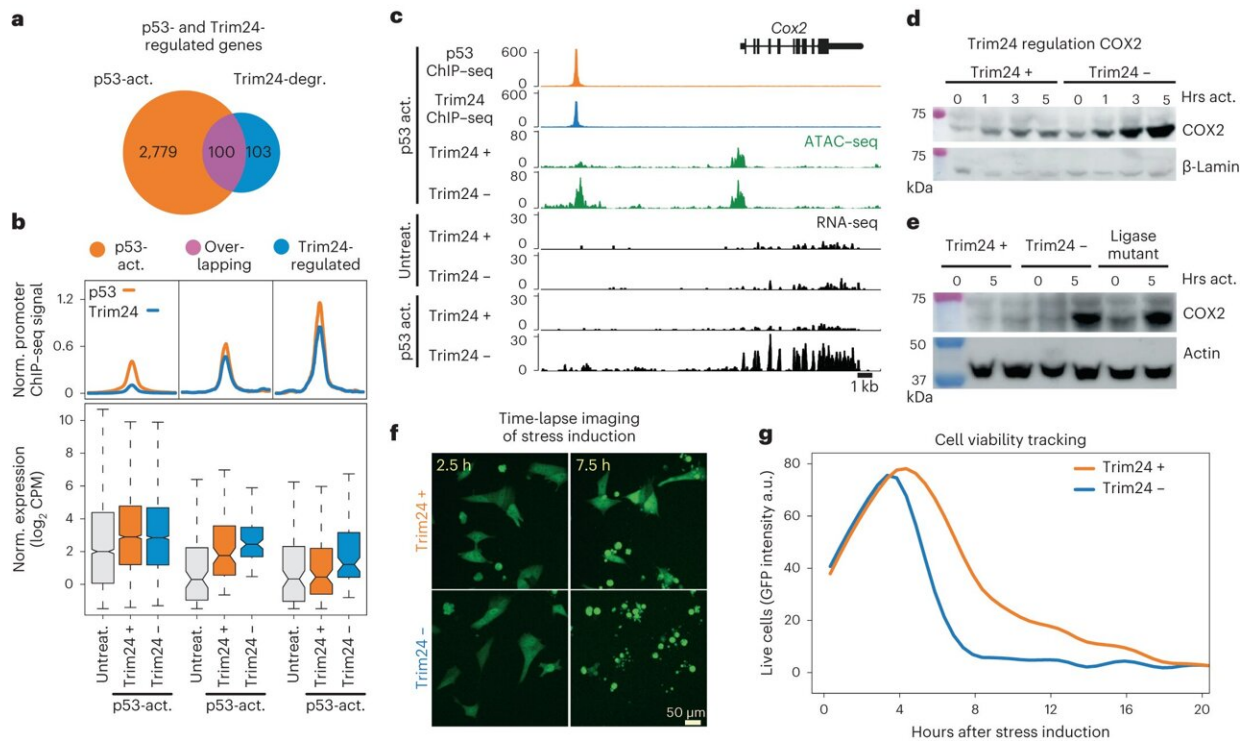 a
p53- and Trim24-
regulated genes
p53-act.
Trim24-degr.
2,779
100
103
b
p53-
act.
Over-
lapping
Trim24-
regulated
Norm. promoter
ChIP–seq signal
1.2
0.6
0
p53
Trim24
Norm. expression
(log2 CPM)
10
8
6
4
2
0
Untreat.
Trim24 +
Trim24 –
Untreat.
Trim24 +
Trim24 –
Untreat.
Trim24 +
Trim24 –
p53-act.
p53-act.
p53-act.
c
Cox2
p53 act.
p53
ChIP–seq
600
0
Trim24
ChIP–seq
600
0
Trim24 +
80
0
ATAC–seq
Trim24 –
80
0
Untreat.
Trim24 +
30
0
RNA-seq
Trim24 –
30
0
p53 act.
Trim24 +
30
0
Trim24 –
30
0
1 kb
d
Trim24 regulation COX2
Trim24 +
Trim24 –
0 1 3 5 0 1 3 5 Hrs act.
75
COX2
75
β-Lamin
kDa
e
Trim24 +
Trim24 –
Ligase
mutant
0 5 0 5 0 5 Hrs act.
75
COX2
50
Actin
37
kDa
f
Time-lapse imaging
of stress induction
2.5 h
7.5 h
Trim24 +
Trim24 –
50 µm
g
Cell viability tracking
Trim24 +
Trim24 –
Live cells (GFP intensity a.u.)
80
60
40
20
0
0 4 8 12 16 20
Hours after stress induction